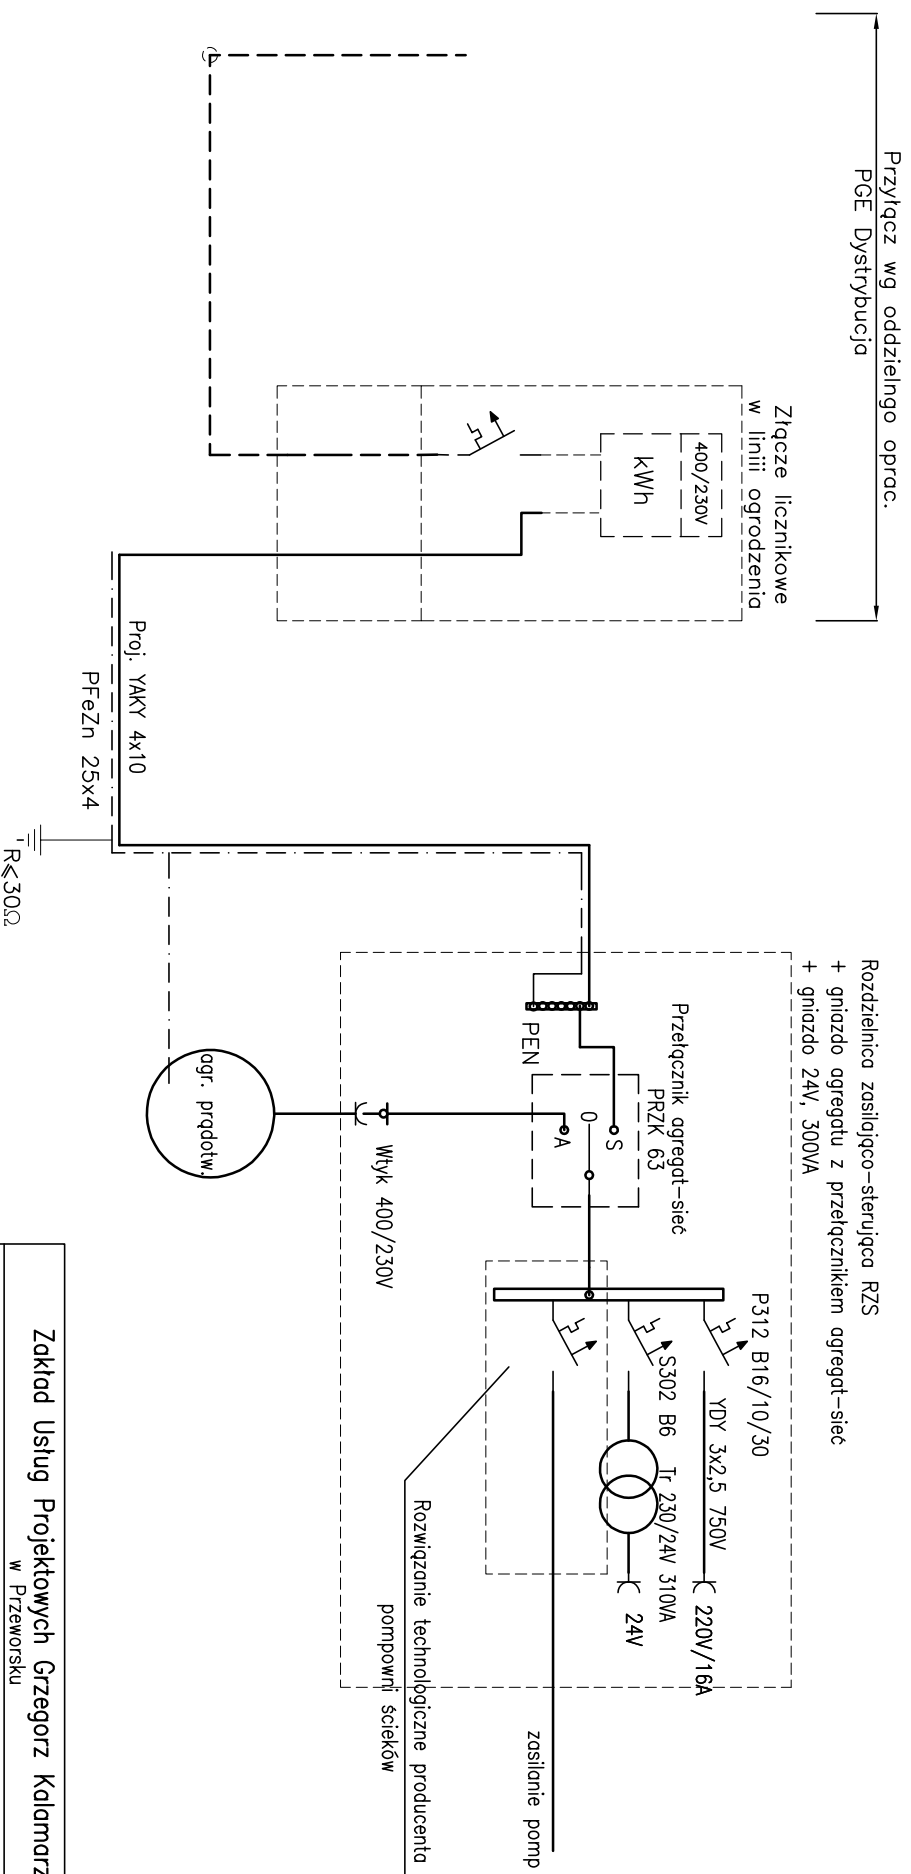 Przyłącz wg oddzielngo oprac.
PGE Dystrybucja
Złącze licznikowe
w liniii ogrodzenia
400/230V
kWh
Proj. YAKY 4x10
PFeZn 25x4
R⩽30Ω
Rozdzielnica zasilająco-sterująca RZS
+ gniazdo agregatu z przełącznikiem agregat-sieć
+ gniazdo 24V, 300VA
Przełącznik agregat-sieć
PRZK 63
PEN
S
0
A
agr. prądotw.
Wtyk 400/230V
P312 B16/10/30
YDY 3x2,5 750V
220V/16A
S302 B6
Tr 230/24V 310VA
24V
zasilanie pomp
Rozwiązanie technologiczne producenta
pompowni ścieków
Zakład Usług Projektowych Grzegorz Kalamarz
w Przeworsku